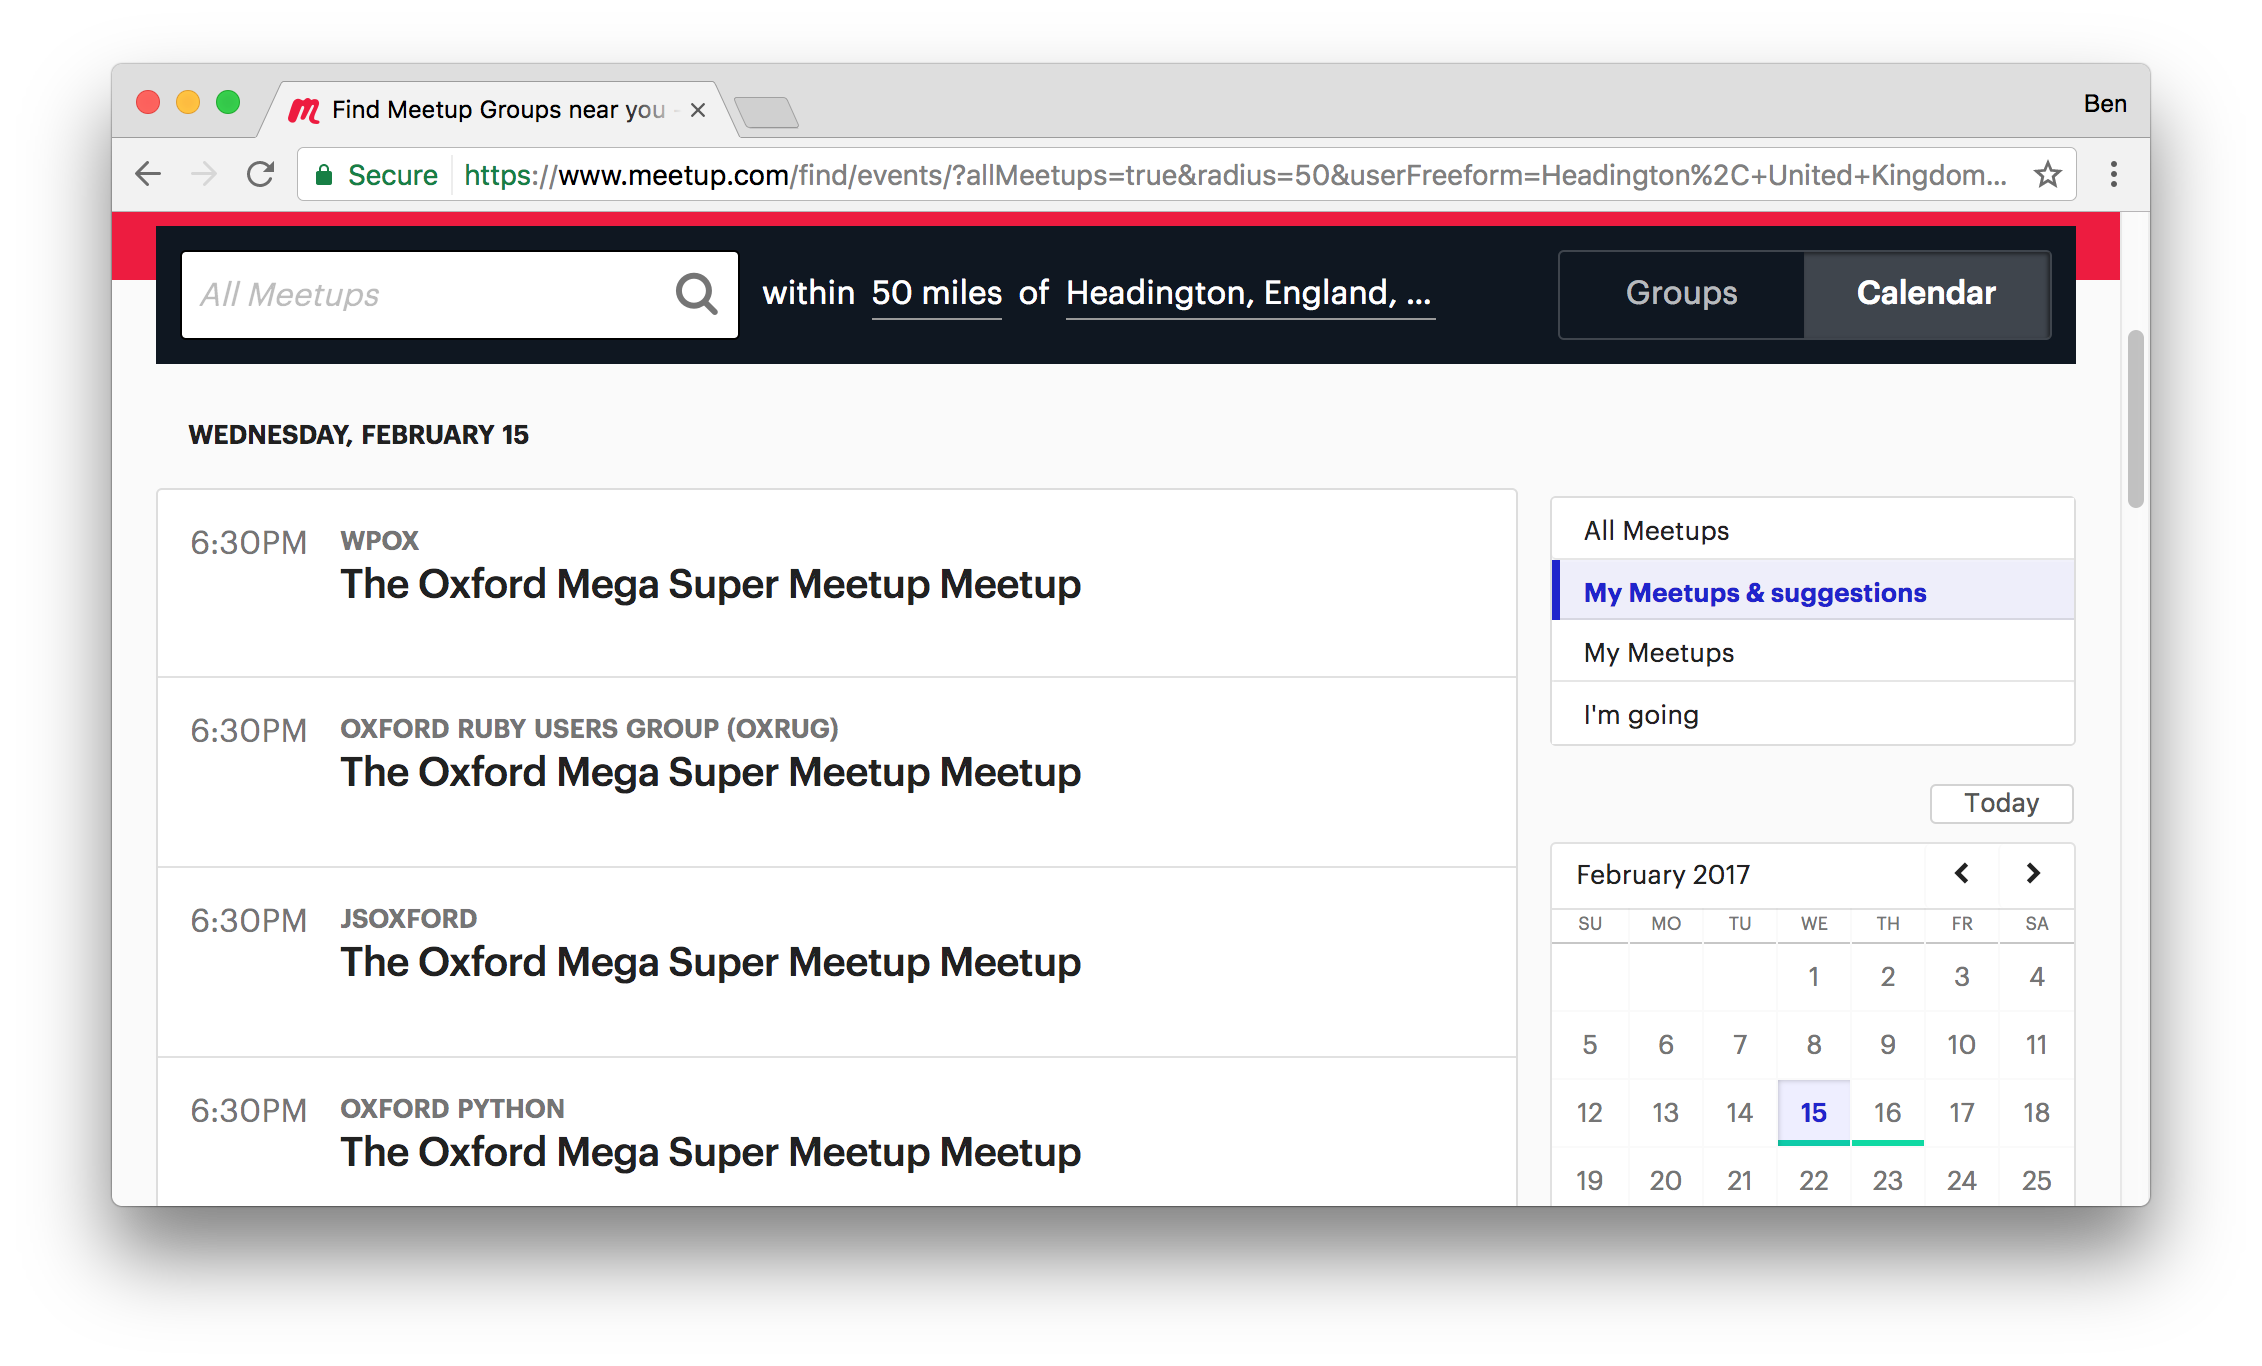 Find Meetup Groups near you -
Ben
Secure https://www.meetup.com/find/events/?allMeetups=true&radius=50&userFreeform=Headington%2C+United+Kingdom...
All Meetups
within 50 miles of Headington, England, ...
Groups
Calendar
WEDNESDAY, FEBRUARY 15
6:30PM WPOX
The Oxford Mega Super Meetup Meetup
6:30PM OXFORD RUBY USERS GROUP (OXRUG)
The Oxford Mega Super Meetup Meetup
6:30PM JSOXFORD
The Oxford Mega Super Meetup Meetup
6:30PM OXFORD PYTHON
The Oxford Mega Super Meetup Meetup
All Meetups
My Meetups & suggestions
My Meetups
I'm going
Today
February 2017
SU MO TU WE TH FR SA
1 2 3 4
5 6 7 8 9 10 11
12 13 14 15 16 17 18
19 20 21 22 23 24 25